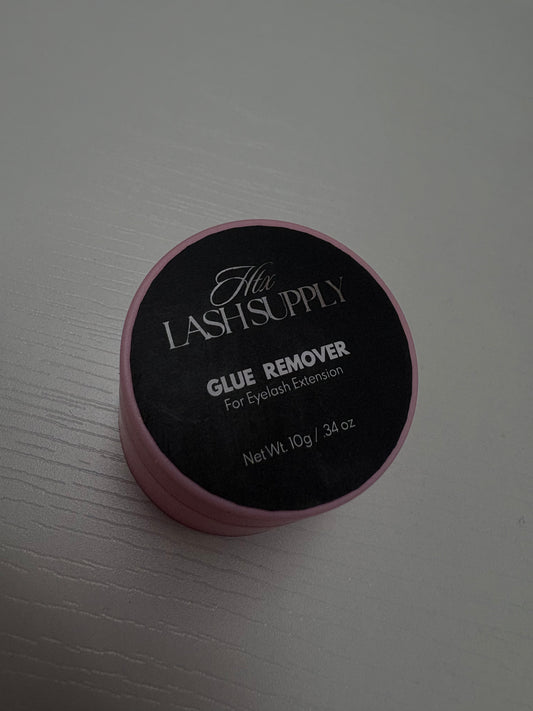 Htx
LASH SUPPLY
GLUE REMOVER
For Eyelash Extension
Net Wt. 10g / .34 oz